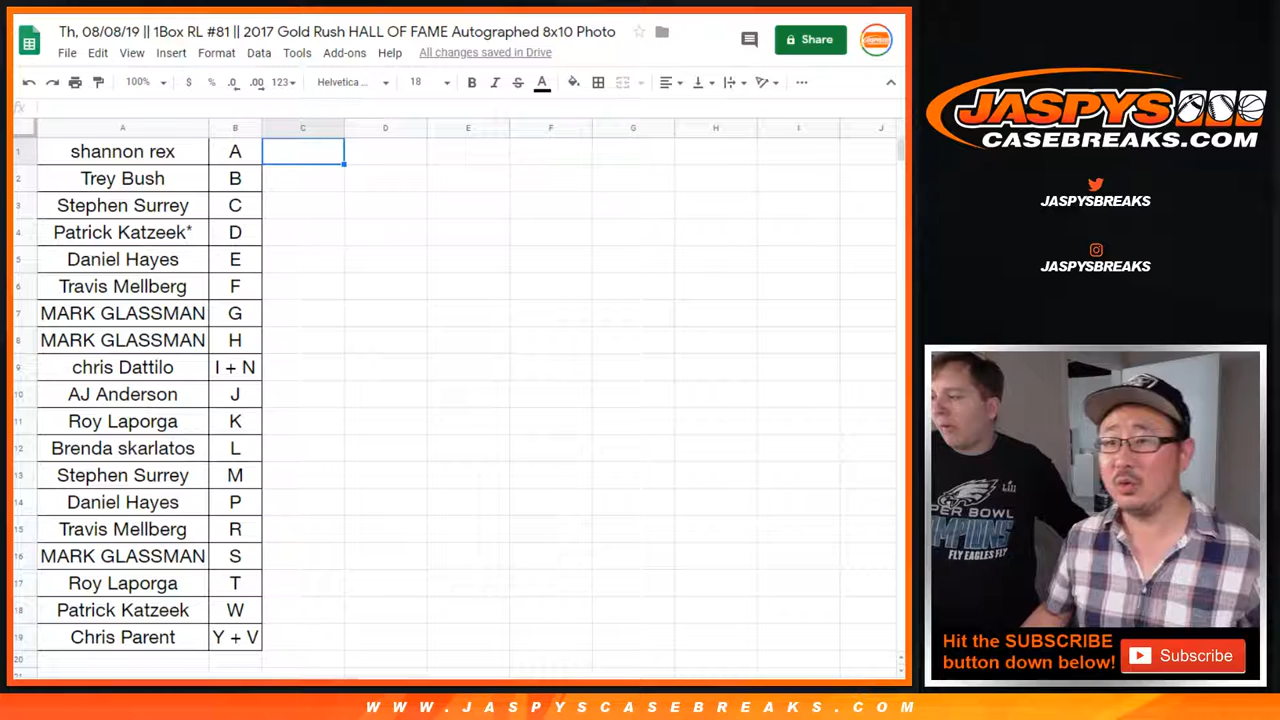 Th, 08/08/19 || 1Box RL #81 || 2017 Gold Rush HALL OF FAME Autographed 8x10 Photo
File Edit View Format Data Tools Add-ons Help All changes saved in Drive
Share
100% $ % .0 .00 123 Helvetica ... 18 B I S A
fx
A B C D E F G H I J
1 shannon rex A
2 Trey Bush B
3 Stephen Surrey C
4 Patrick Katzeek* D
5 Daniel Hayes E
6 Travis Mellberg F
7 MARK GLASSMAN G
8 MARK GLASSMAN H
9 chris Dattilo I + N
10 AJ Anderson J
11 Roy Laporga K
12 Brenda skarlatos L
13 Stephen Surrey M
14 Daniel Hayes P
15 Travis Mellberg R
16 MARK GLASSMAN S
17 Roy Laporga T
18 Patrick Katzeek W
19 Chris Parent Y + V
20
JASPYS
CASEBREAKS.COM
JASPYSBREAKS
JASPYSBREAKS
LII
PER BOWL
MPIONS
FLY EAGLES FLY
Hit the SUBSCRIBE
button down below!
Subscribe
WWW.JASPYSCASEBREAKS.COM